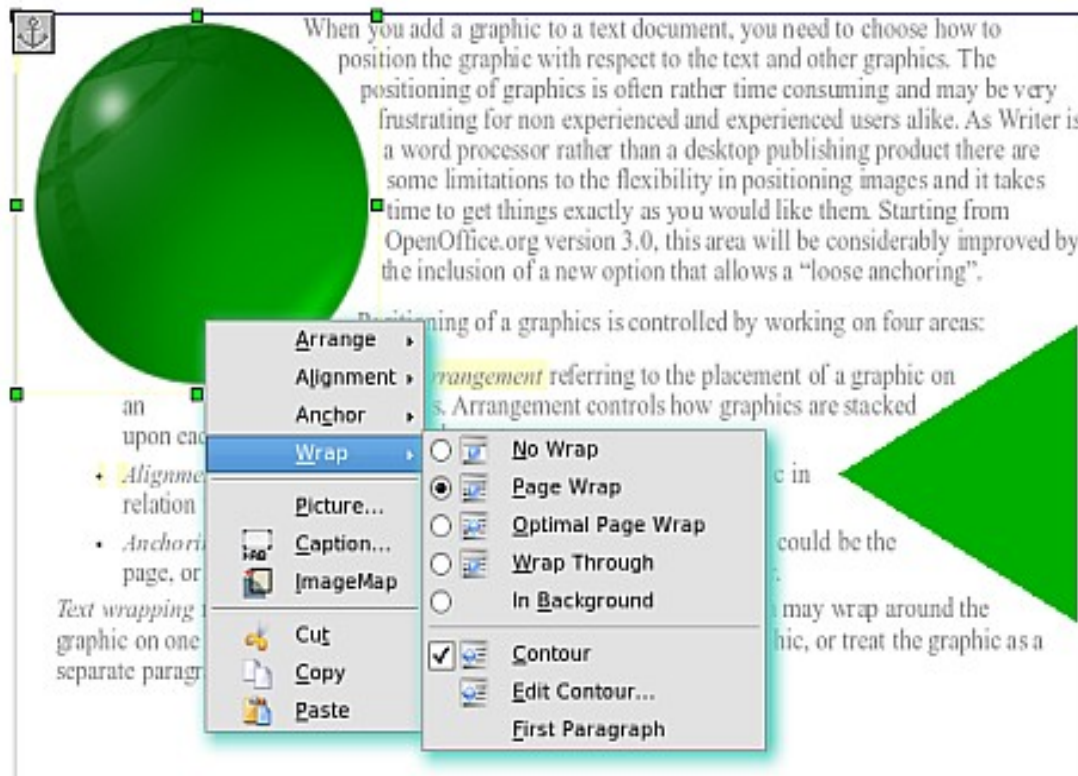 When you add a graphic to a text document, you need to choose how to
position the graphic with respect to the text and other graphics. The
positioning of graphics is often rather time consuming and may be very
frustrating for non experienced and experienced users alike. As Writer is
a word processor rather than a desktop publishing product there are
some limitations to the flexibility in positioning images and it takes
time to get things exactly as you would like them. Starting from
OpenOffice.org version 3.0, this area will be considerably improved by
the inclusion of a new option that allows a “loose anchoring”.
Positioning of a graphics is controlled by working on four areas:
rrangement referring to the placement of a graphic on
an s. Arrangement controls how graphics are stacked
upon eac
• Alignme c in
relation
• Anchori could be the
page, or
Text wrapping may wrap around the
graphic on one hic, or treat the graphic as a
separate paragr
Arrange
Alignment
Anchor
Wrap
Picture...
Caption...
ImageMap
Cut
Copy
Paste
No Wrap
Page Wrap
Optimal Page Wrap
Wrap Through
In Background
Contour
Edit Contour...
First Paragraph